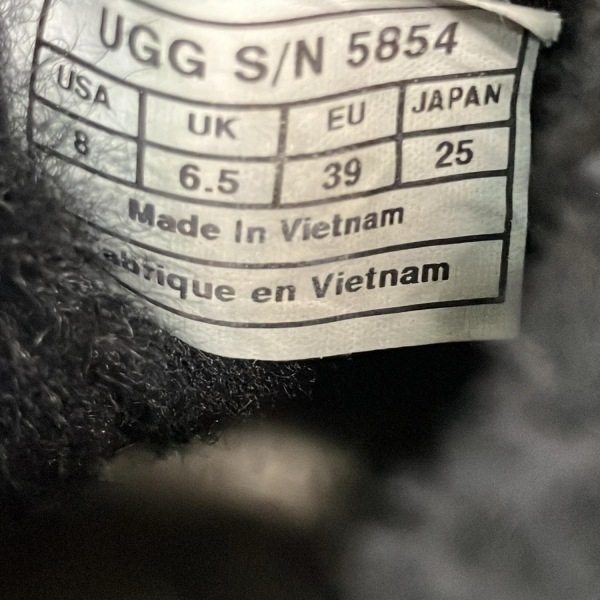 UGG S/N 5854
USA UK EU JAPAN
8 6.5 39 25
Made In Vietnam
abrique en Vietnam